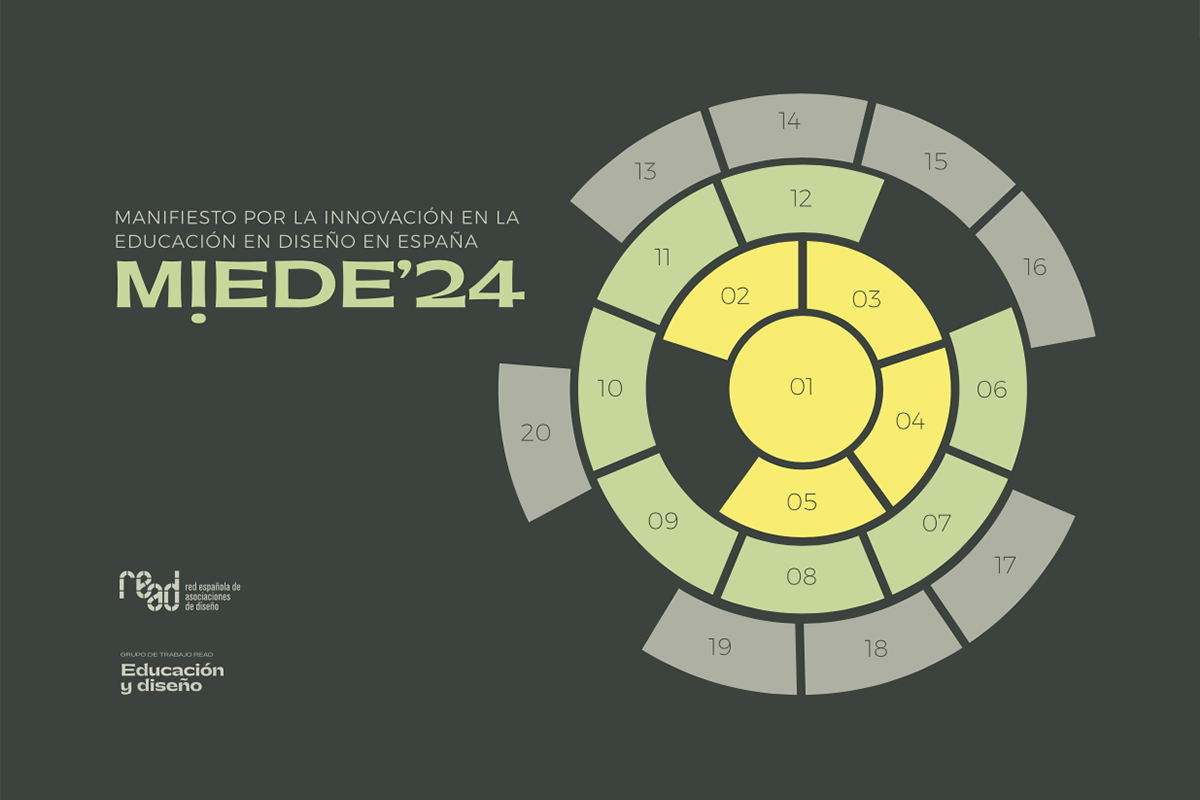 MANIFIESTO POR LA INNOVACIÓN EN LA
EDUCACIÓN EN DISEÑO EN ESPAÑA
M¡EDE’24
14
13
15
12
16
11
02
03
01
10
06
04
20
05
09
07
08
17
19
18
read
red española de
asociaciones
de diseño
GRUPO DE TRABAJO READ
Educación
y diseño